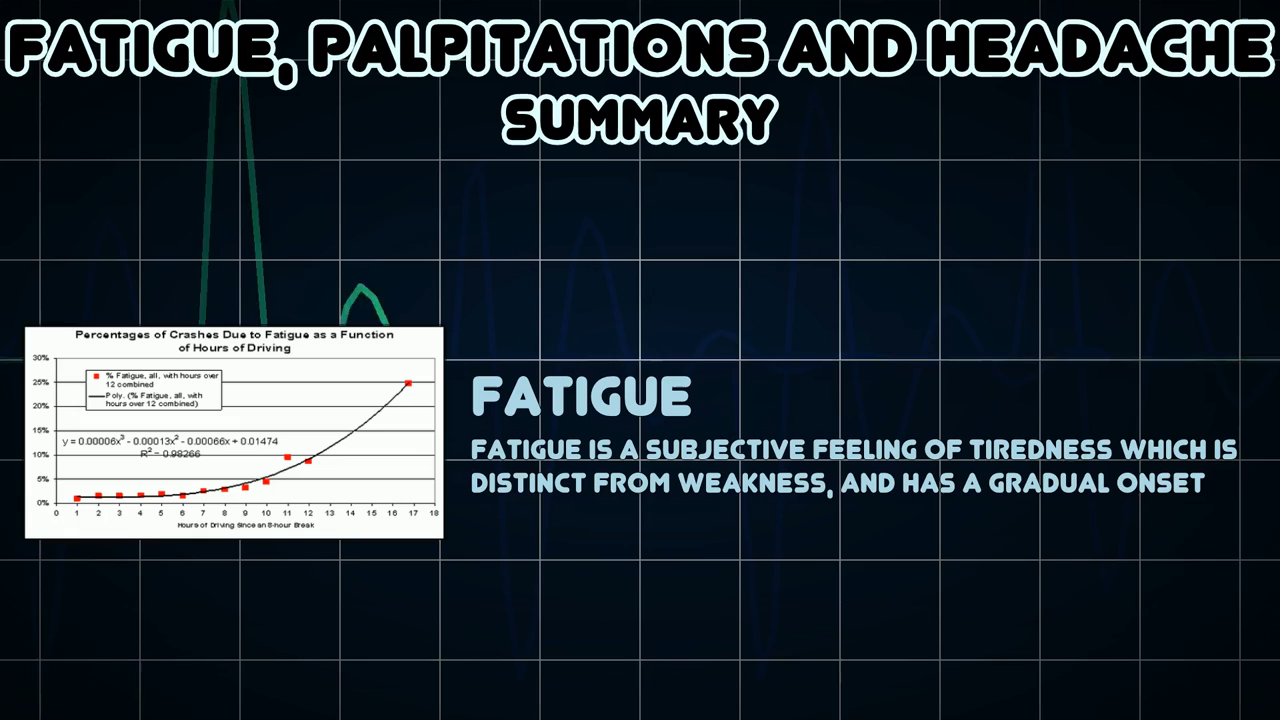 FATIGUE, PALPITATIONS AND HEADACHE
SUMMARY
Percentages of Crashes Due to Fatigue as a Function
of Hours of Driving
30%
25%
20%
15%
10%
5%
0%
% Fatigue, all, with hours over
12 combined
Poly. (% Fatigue, all, with
hours over 12 combined)
y = 0.00006x³ - 0.00013x² - 0.00066x + 0.01474
R² = 0.98266
0 1 2 3 4 5 6 7 8 9 10 11 12 13 14 15 16 17 18
Hours of Driving Since an 8-hour Break
FATIGUE
FATIGUE IS A SUBJECTIVE FEELING OF TIREDNESS WHICH IS
DISTINCT FROM WEAKNESS, AND HAS A GRADUAL ONSET